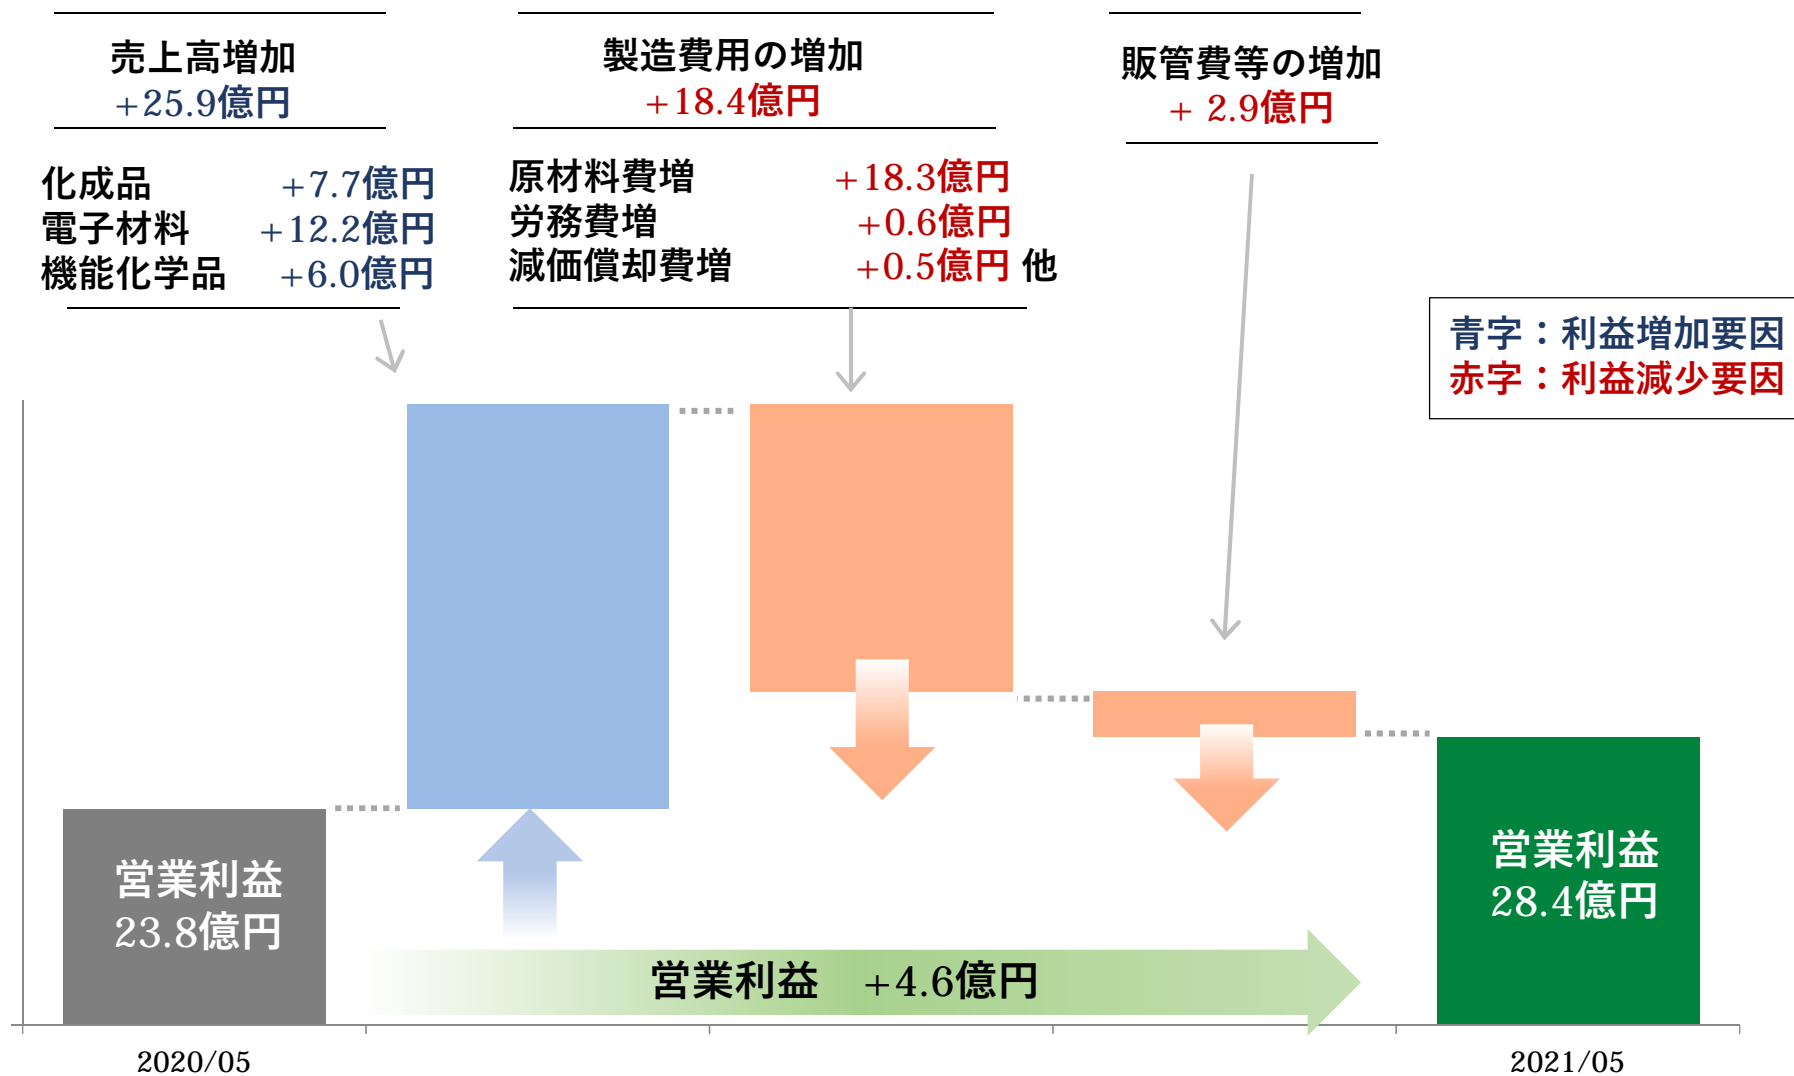 売上高増加
+25.9億円
化成品 +7.7億円
電子材料 +12.2億円
機能化学品 +6.0億円
製造費用の増加
+18.4億円
原材料費増 +18.3億円
労務費増 +0.6億円
減価償却費増 +0.5億円 他
販管費等の増加
+ 2.9億円
青字：利益増加要因
赤字：利益減少要因
営業利益
23.8億円
営業利益 +4.6億円
営業利益
28.4億円
2020/05
2021/05